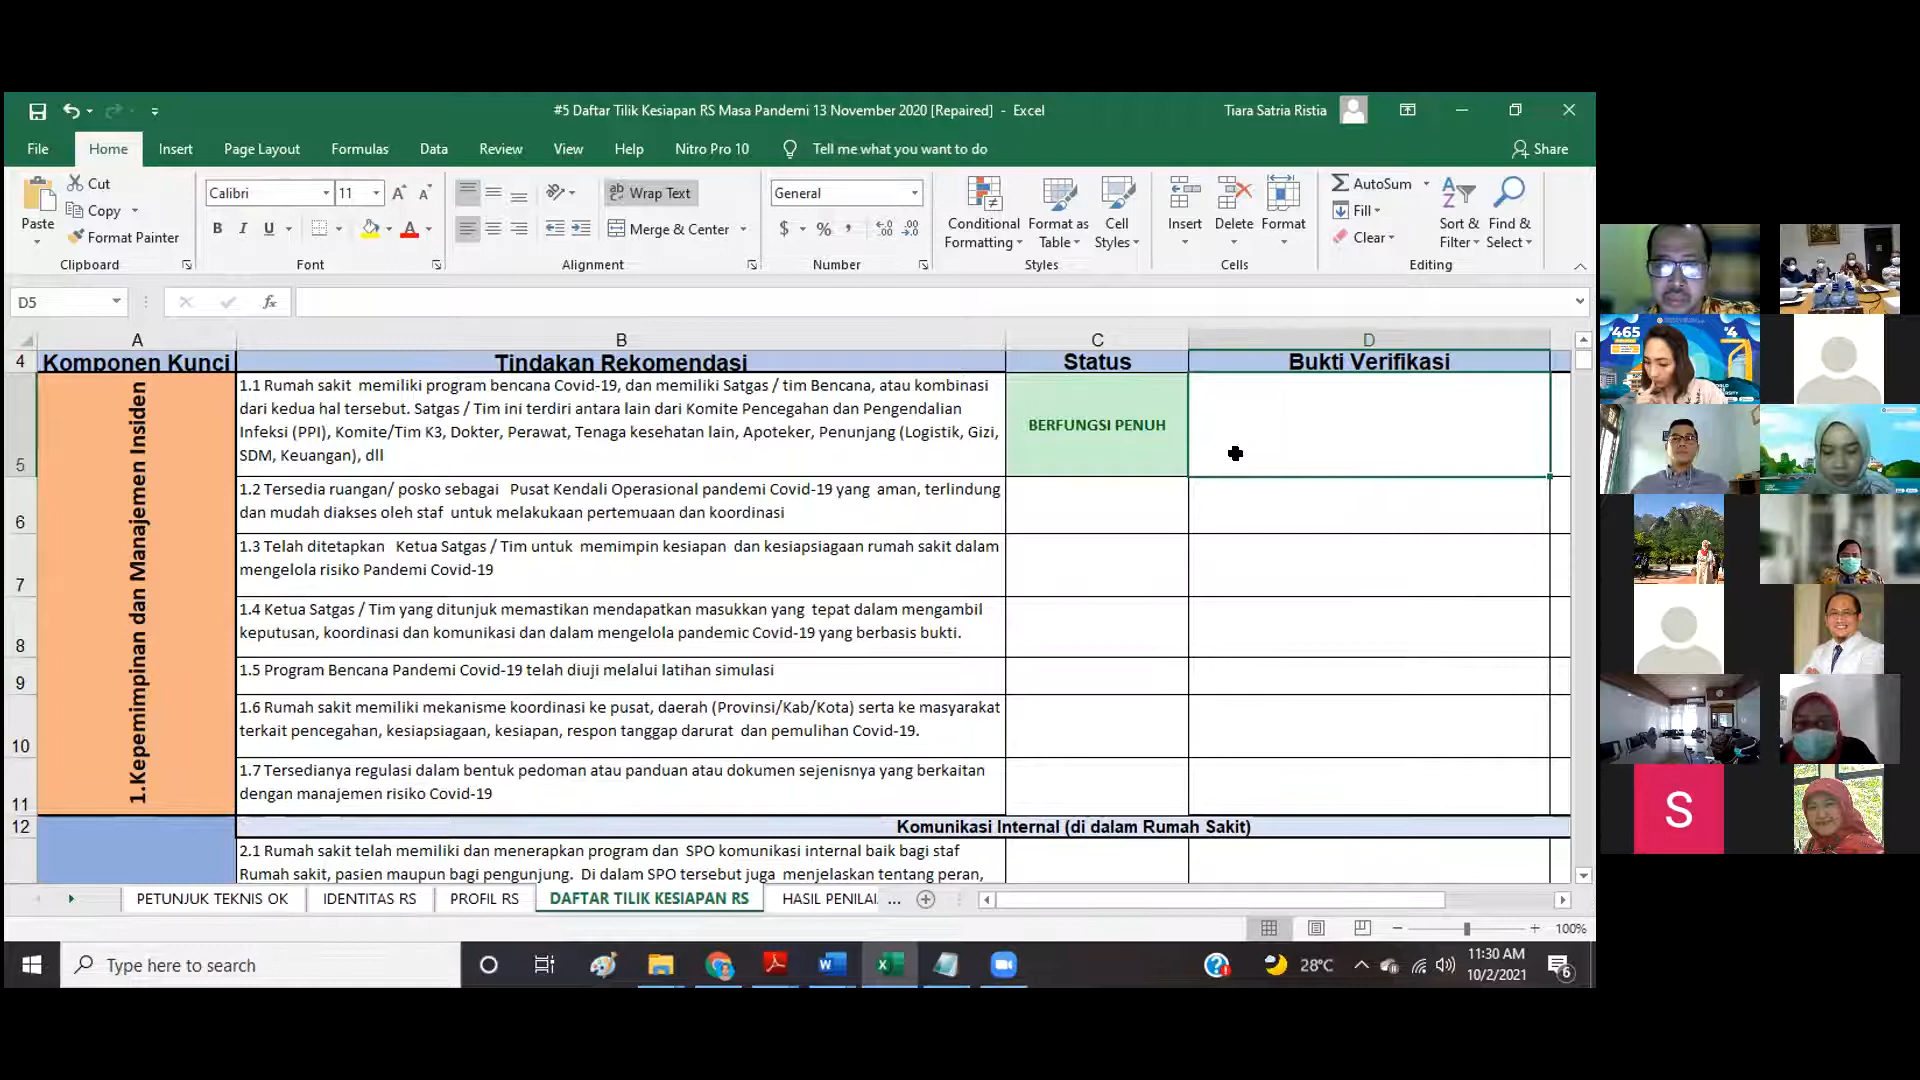 #5 Daftar Tilik Kesiapan RS Masa Pandemi 13 November 2020 [Repaired] - Excel
Tiara Satria Ristia
File Home Insert Page Layout Formulas Data Review View Help Nitro Pro 10 Tell me what you want to do Share
Paste
Cut
Copy
Format Painter
Clipboard
Calibri 11
B I U
Font
Wrap Text
Merge & Center
Alignment
General
$ % ,
Number
Conditional Formatting
Format as Table
Cell Styles
Styles
Insert Delete Format
Cells
AutoSum
Fill
Clear
Sort & Filter
Find & Select
Editing
D5
fx
A B C D
4 Komponen Kunci Tindakan Rekomendasi Status Bukti Verifikasi
1.Kepemimpinan dan Manajemen Insiden
1.1 Rumah sakit memiliki program bencana Covid-19, dan memiliki Satgas / tim Bencana, atau kombinasi
dari kedua hal tersebut. Satgas / Tim ini terdiri antara lain dari Komite Pencegahan dan Pengendalian
Infeksi (PPI), Komite/Tim K3, Dokter, Perawat, Tenaga kesehatan lain, Apoteker, Penunjang (Logistik, Gizi,
SDM, Keuangan), dll
BERFUNGSI PENUH
5
1.2 Tersedia ruangan/ posko sebagai Pusat Kendali Operasional pandemi Covid-19 yang aman, terlindung
dan mudah diakses oleh staf untuk melakukaan pertemuaan dan koordinasi
6
1.3 Telah ditetapkan Ketua Satgas / Tim untuk memimpin kesiapan dan kesiapsiagaan rumah sakit dalam
mengelola risiko Pandemi Covid-19
7
1.4 Ketua Satgas / Tim yang ditunjuk memastikan mendapatkan masukkan yang tepat dalam mengambil
keputusan, koordinasi dan komunikasi dan dalam mengelola pandemic Covid-19 yang berbasis bukti.
8
1.5 Program Bencana Pandemi Covid-19 telah diuji melalui latihan simulasi
9
1.6 Rumah sakit memiliki mekanisme koordinasi ke pusat, daerah (Provinsi/Kab/Kota) serta ke masyarakat
terkait pencegahan, kesiapsiagaan, kesiapan, respon tanggap darurat dan pemulihan Covid-19.
10
1.7 Tersedianya regulasi dalam bentuk pedoman atau panduan atau dokumen sejenisnya yang berkaitan
dengan manajemen risiko Covid-19
11
12 Komunikasi Internal (di dalam Rumah Sakit)
2.1 Rumah sakit telah memiliki dan menerapkan program dan SPO komunikasi internal baik bagi staf
Rumah sakit, pasien maupun bagi pengunjung. Di dalam SPO tersebut juga menjelaskan tentang peran,
PETUNJUK TEKNIS OK IDENTITAS RS PROFIL RS DAFTAR TILIK KESIAPAN RS HASIL PENILAI ...
100%
Type here to search
28°C
11:30 AM
10/2/2021
6
465
#4
S